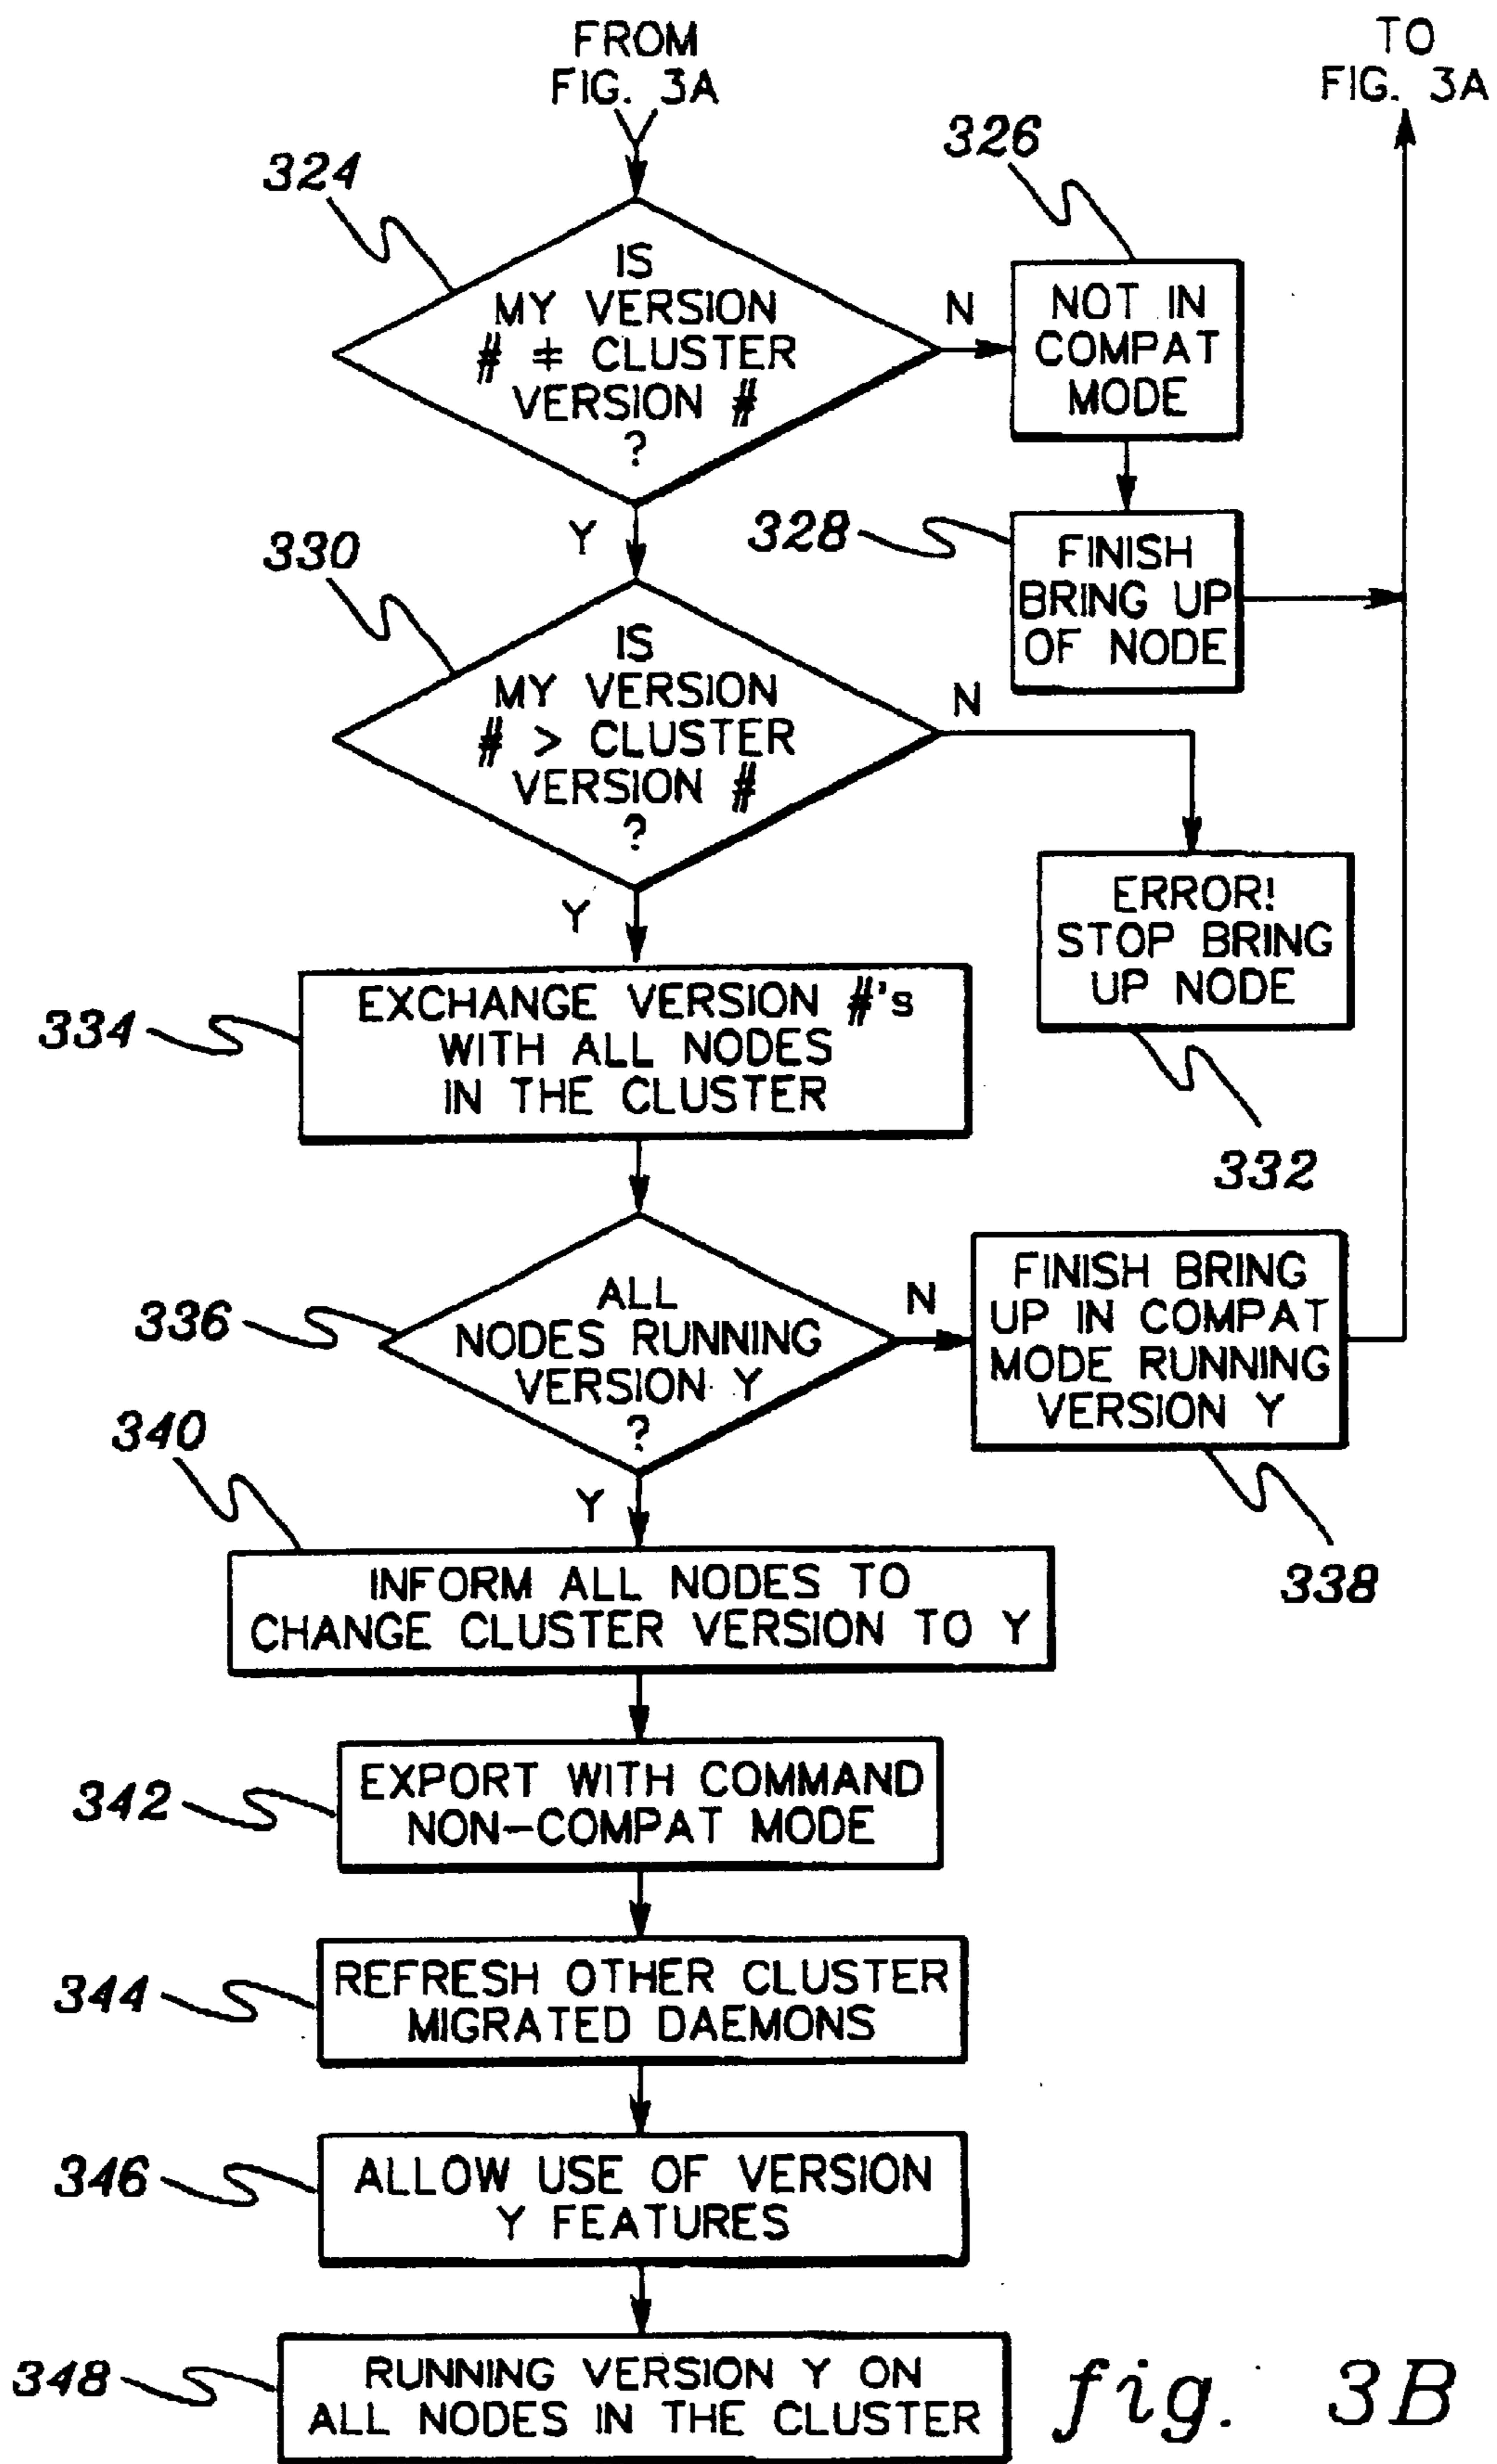 FROM
FIG. 3A
TO
FIG. 3A
324
IS
MY VERSION
# ≠ CLUSTER
VERSION #
?
N
Y
326
NOT IN
COMPAT
MODE
328
FINISH
BRING UP
OF NODE
330
IS
MY VERSION
# > CLUSTER
VERSION #
?
N
Y
ERROR!
STOP BRING
UP NODE
332
334
EXCHANGE VERSION #'s
WITH ALL NODES
IN THE CLUSTER
336
ALL
NODES RUNNING
VERSION Y
?
N
Y
FINISH BRING
UP IN COMPAT
MODE RUNNING
VERSION Y
338
340
INFORM ALL NODES TO
CHANGE CLUSTER VERSION TO Y
342
EXPORT WITH COMMAND
NON-COMPAT MODE
344
REFRESH OTHER CLUSTER
MIGRATED DAEMONS
346
ALLOW USE OF VERSION
Y FEATURES
348
RUNNING VERSION Y ON
ALL NODES IN THE CLUSTER
fig. 3B